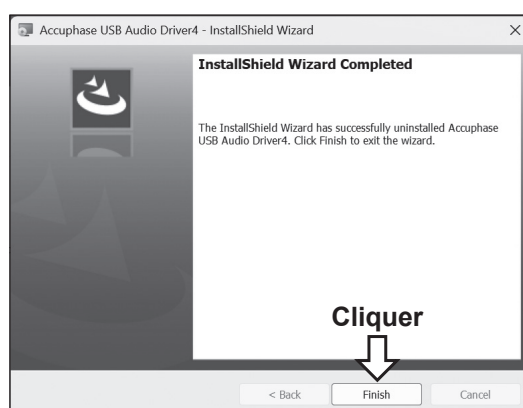 Accuphase USB Audio Driver4 - InstallShield Wizard
InstallShield Wizard Completed
The InstallShield Wizard has successfully uninstalled Accuphase
USB Audio Driver4. Click Finish to exit the wizard.
Cliquer
< Back
Finish
Cancel